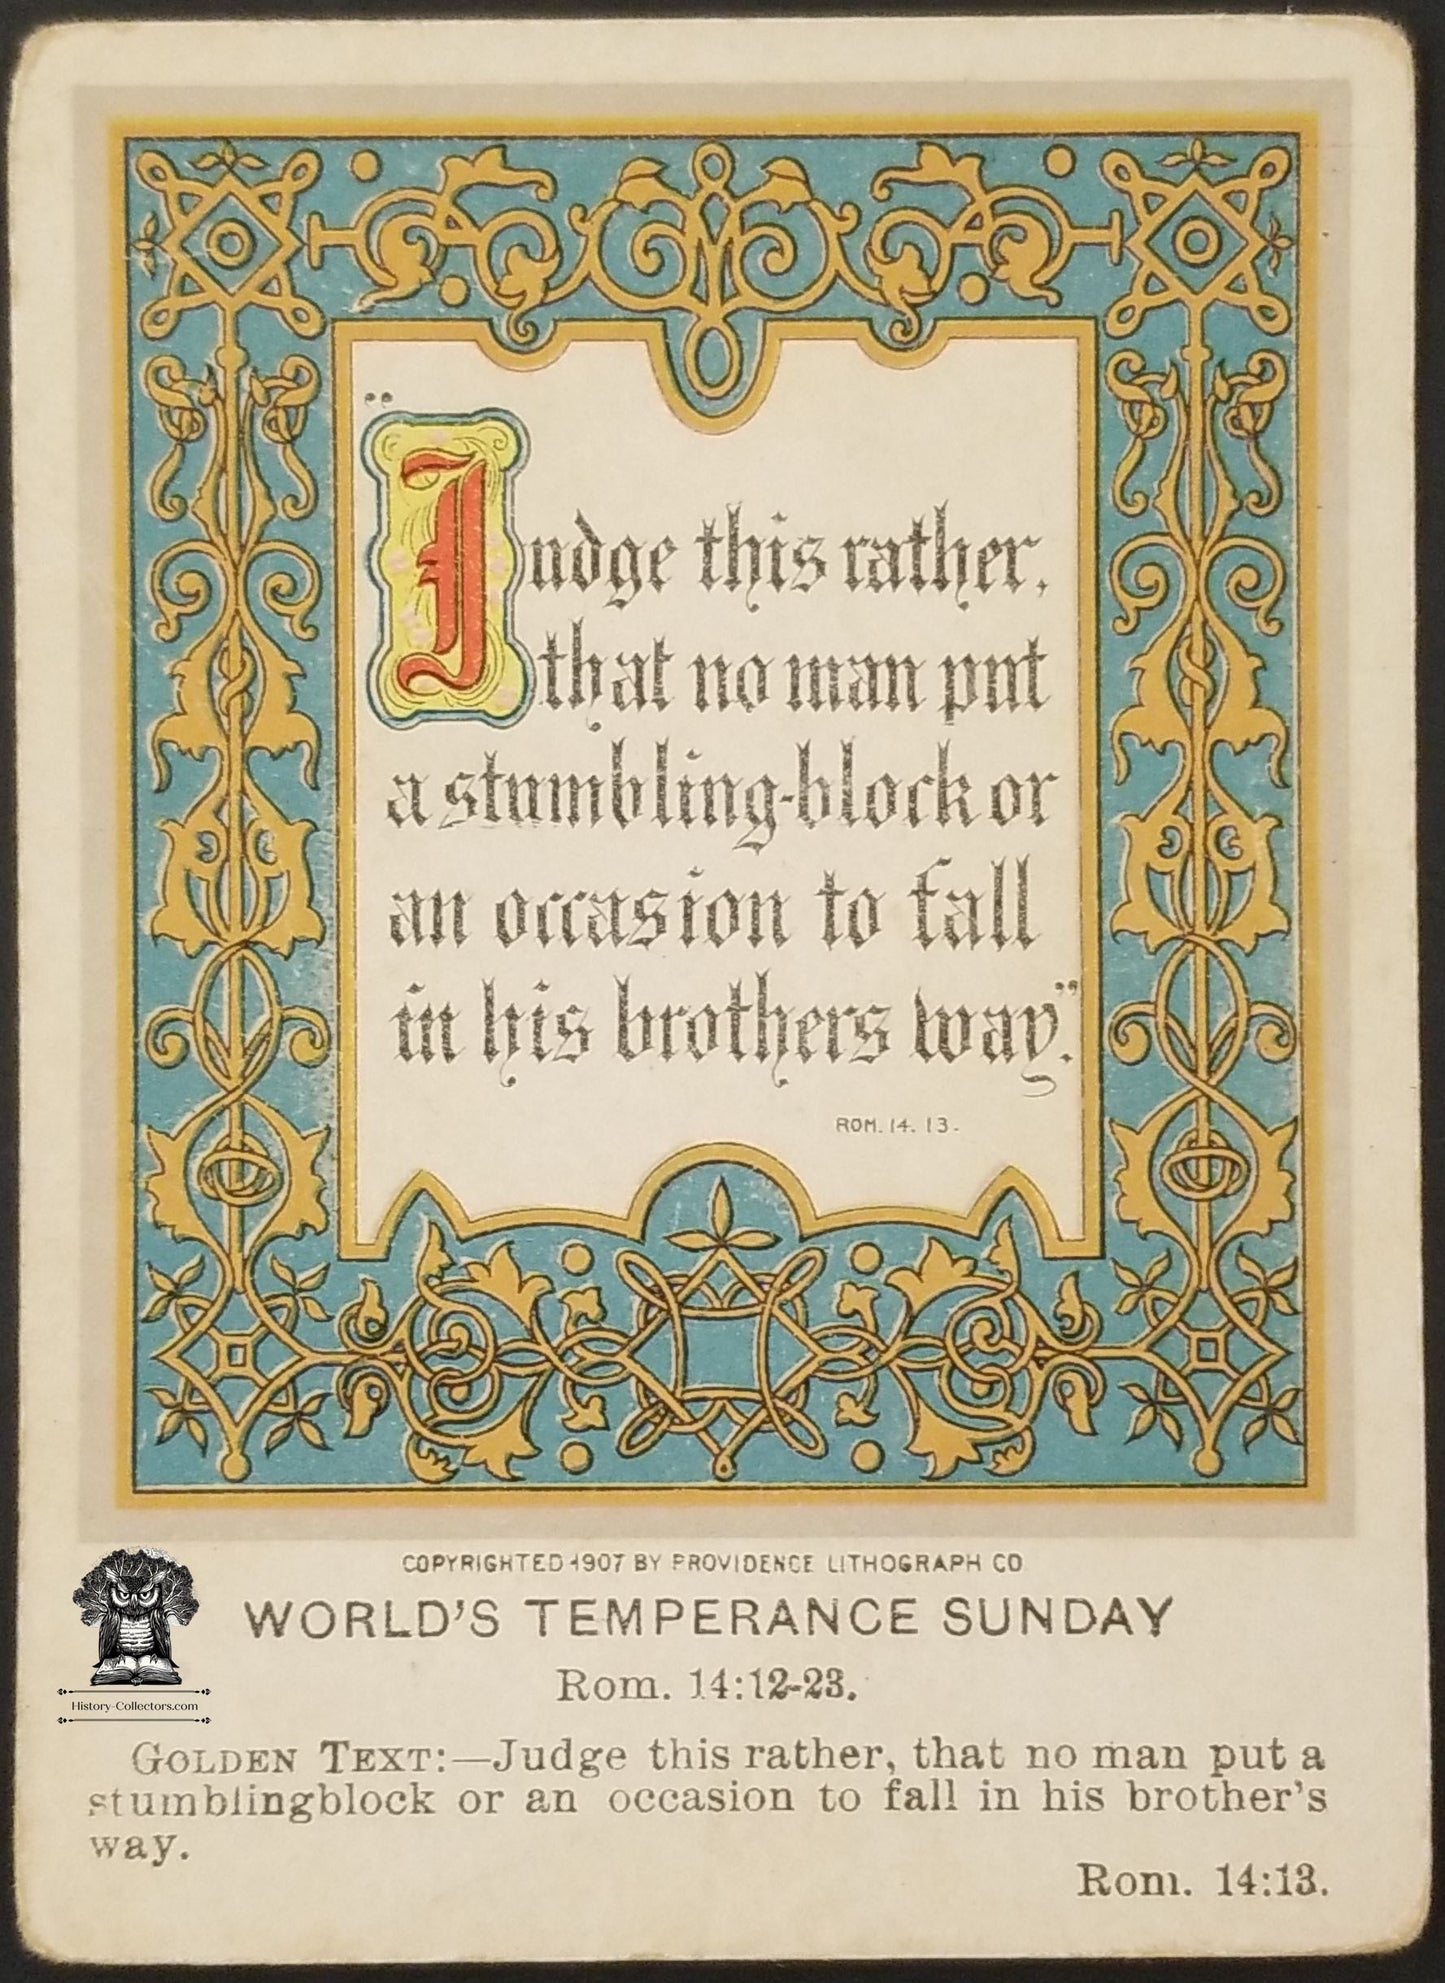 "Judge this rather,
that no man put
a stumbling-block or
an occasion to fall
in his brothers way."
ROM. 14. 13.
COPYRIGHTED 1907 BY PROVIDENCE LITHOGRAPH CO
WORLD'S TEMPERANCE SUNDAY
Rom. 14:12-23.
History-Collectors.com
GOLDEN TEXT:—Judge this rather, that no man put a
stumblingblock or an occasion to fall in his brother's
way.
Rom. 14:13.